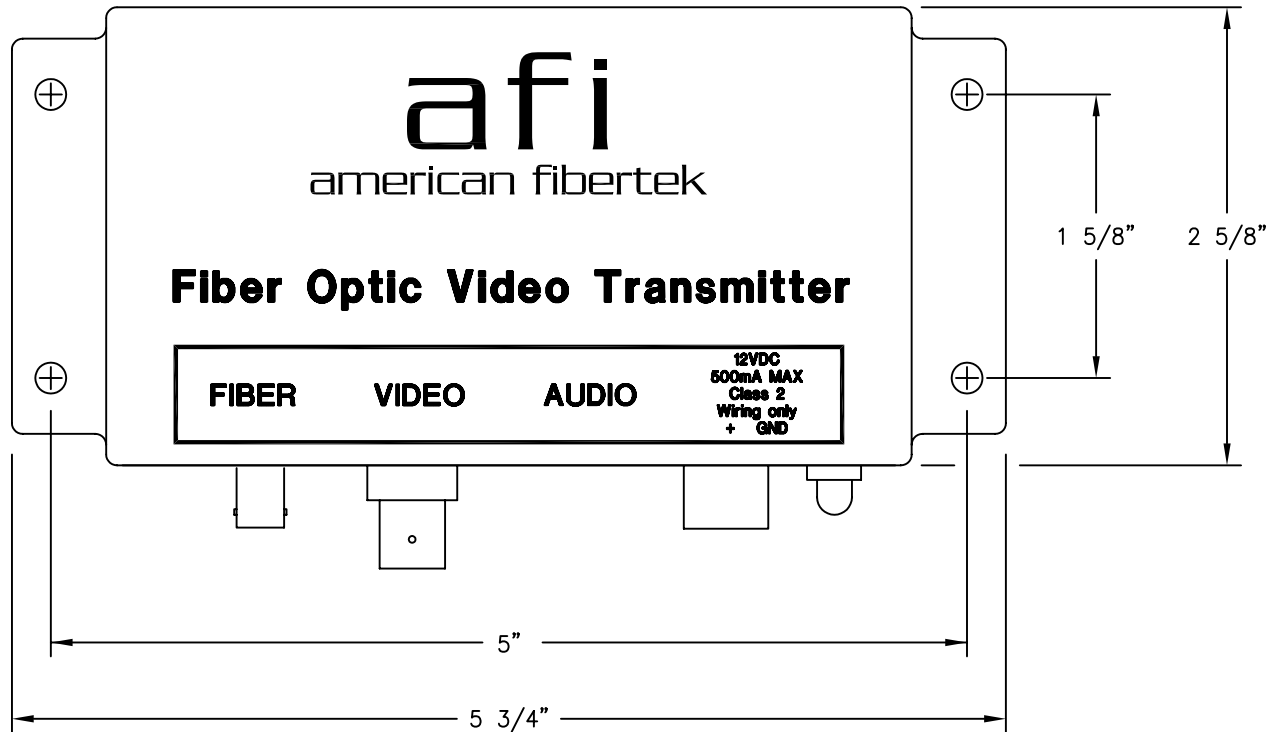 afi
american fibertek
1 5/8”
2 5/8”
Fiber Optic Video Transmitter
FIBER
VIDEO
AUDIO
12VDC
500mA MAX
Class 2
Wiring only
+ GND
5”
5 3/4”